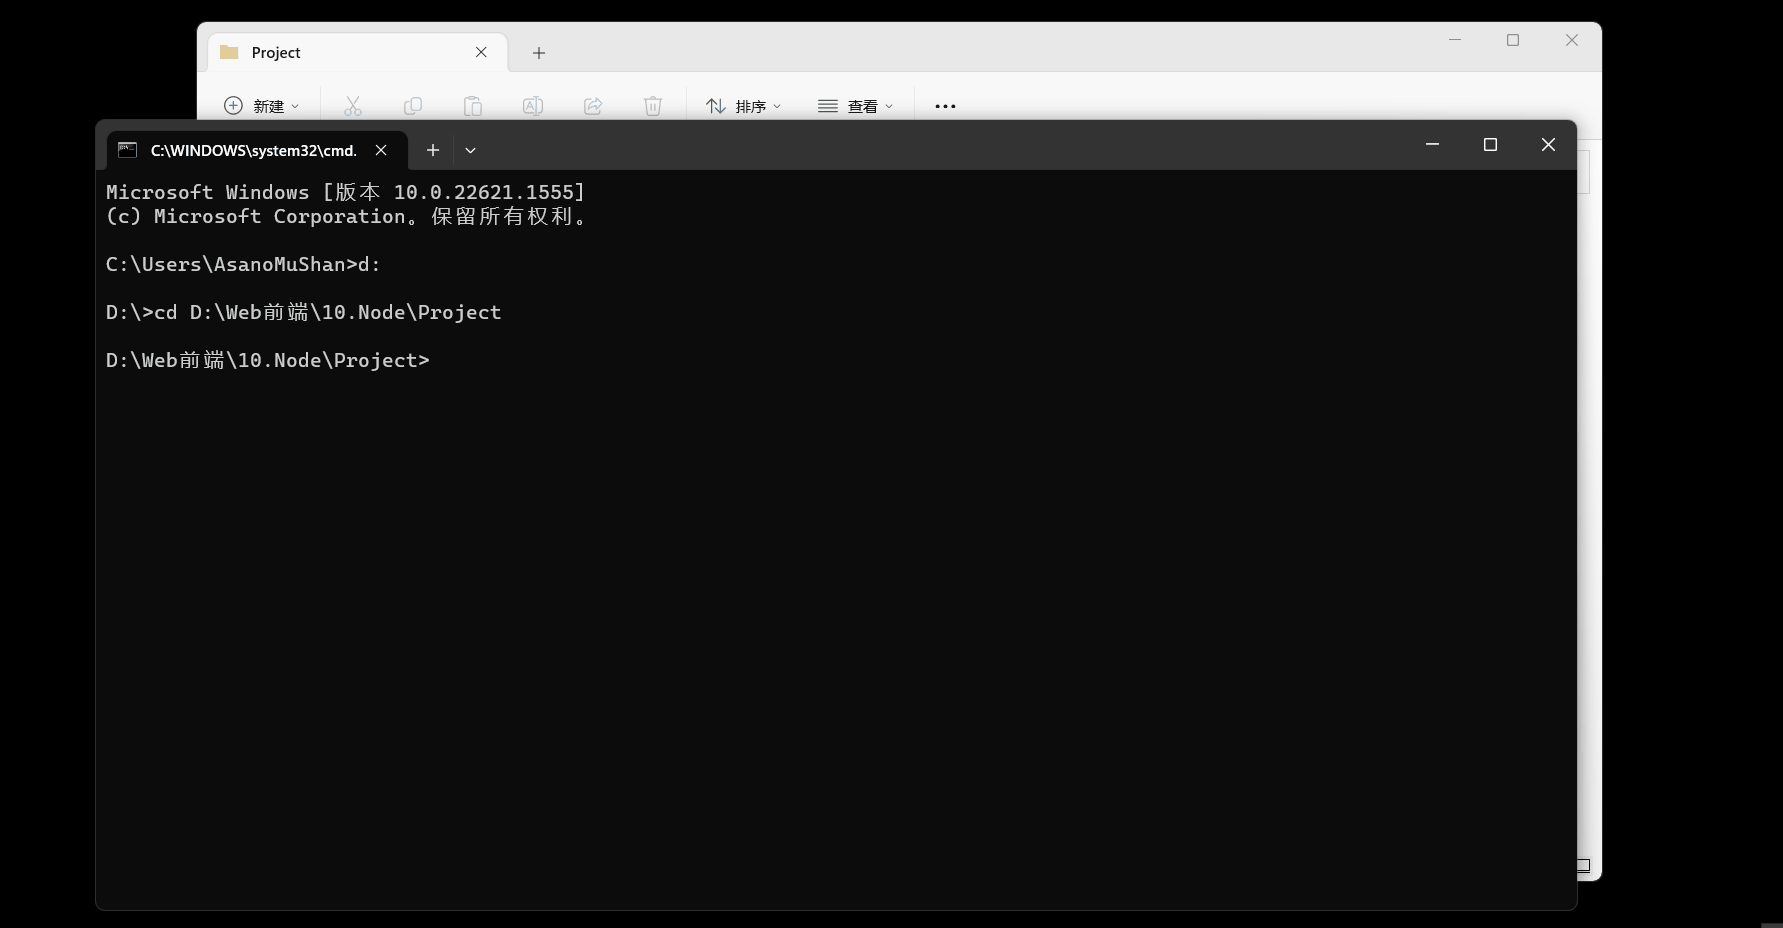 Project
新建
排序
查看
C:\WINDOWS\system32\cmd.
Microsoft Windows [版本 10.0.22621.1555]
(c) Microsoft Corporation。保留所有权利。
C:\Users\AsanoMuShan>d:
D:\>cd D:\Web前端\10.Node\Project
D:\Web前端\10.Node\Project>